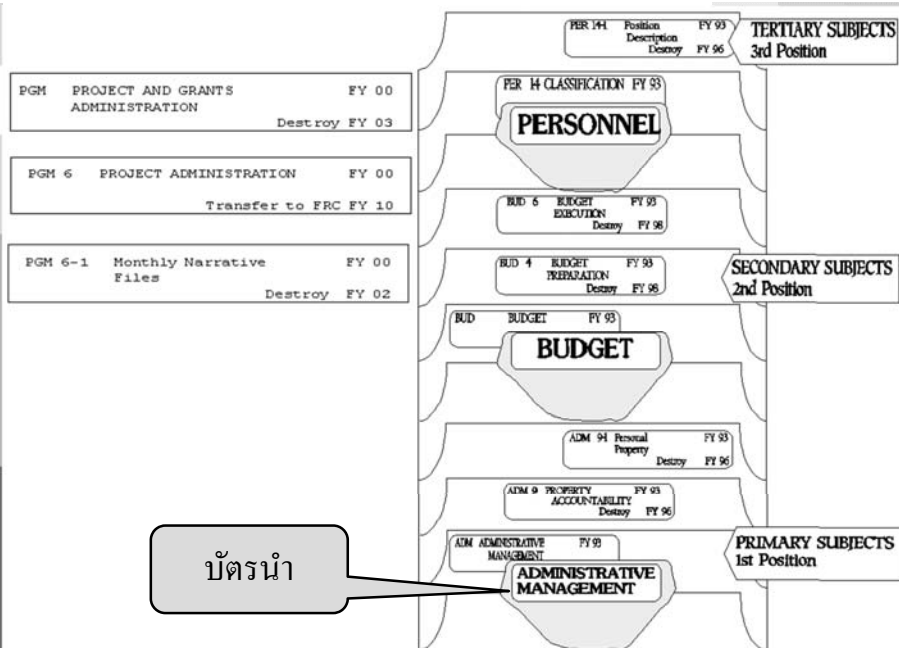 PGM PROJECT AND GRANTS FY 00
ADMINISTRATION
Destroy FY 03
PGM 6 PROJECT ADMINISTRATION FY 00
Transfer to FRC FY 10
PGM 6-1 Monthly Narrative FY 00
Files
Destroy FY 02
PER 14-1 Position FY 93
Description
Destroy FY 96
TERTIARY SUBJECTS
3rd Position
PER 14 CLASSIFICATION FY 93
PERSONNEL
BUD 6 BUDGET FY 93
EXECUTION
Destroy FY 98
BUD 4 BUDGET FY 93
PREPARATION
Destroy FY 98
SECONDARY SUBJECTS
2nd Position
BUD BUDGET FY 93
BUDGET
ADM 9-1 Personal FY 93
Property
Destroy FY 96
ADM 9 PROPERTY FY 93
ACCOUNTABILITY
Destroy FY 96
ADM ADMINISTRATIVE FY 93
MANAGEMENT
PRIMARY SUBJECTS
1st Position
ADMINISTRATIVE
MANAGEMENT
บัตรนำ